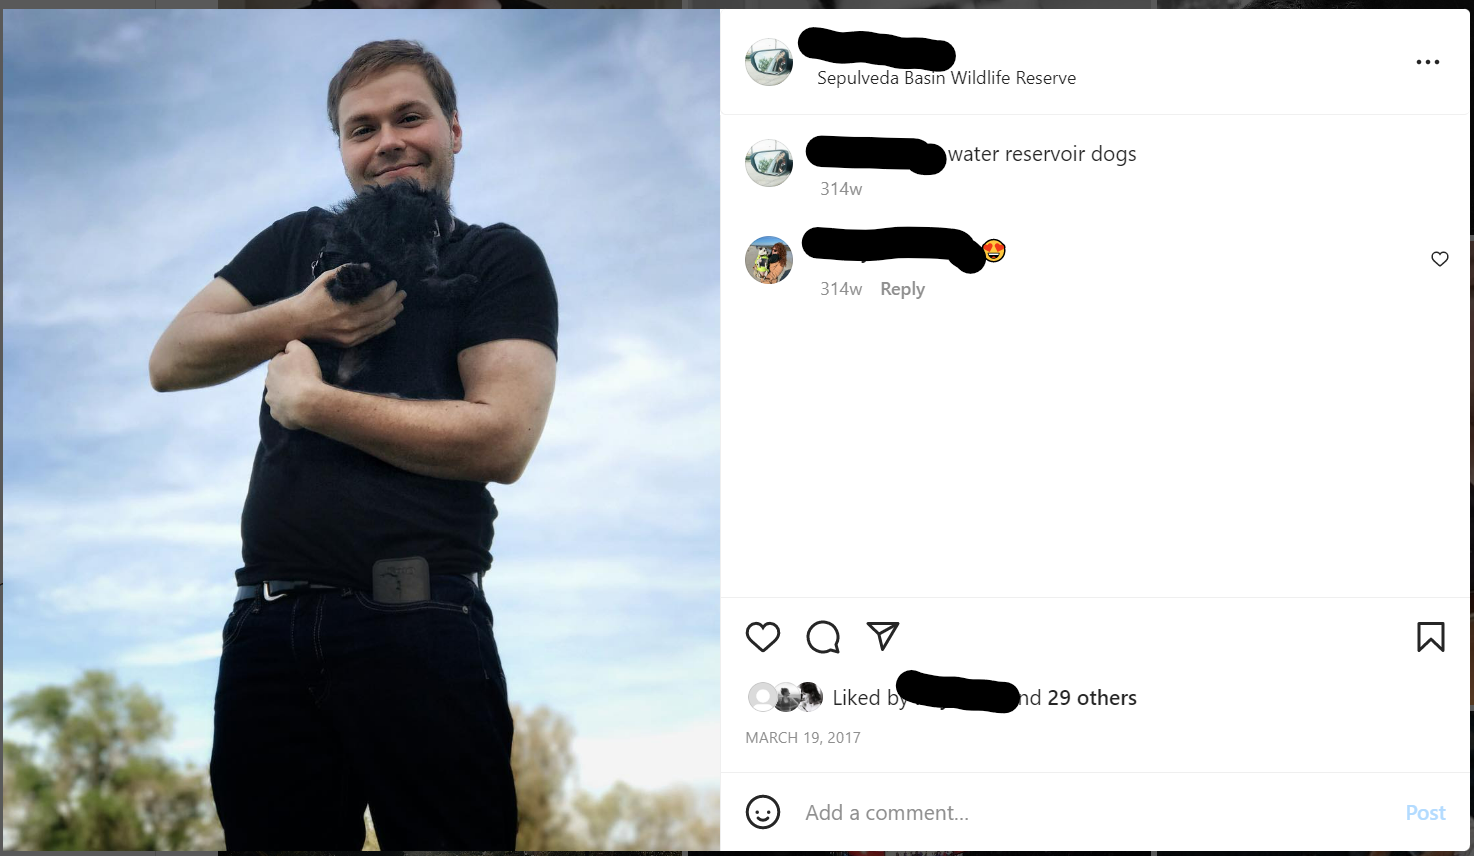 Sepulveda Basin Wildlife Reserve
water reservoir dogs
314w
314w Reply
Liked by
29 others
MARCH 19, 2017
Add a comment...
Post